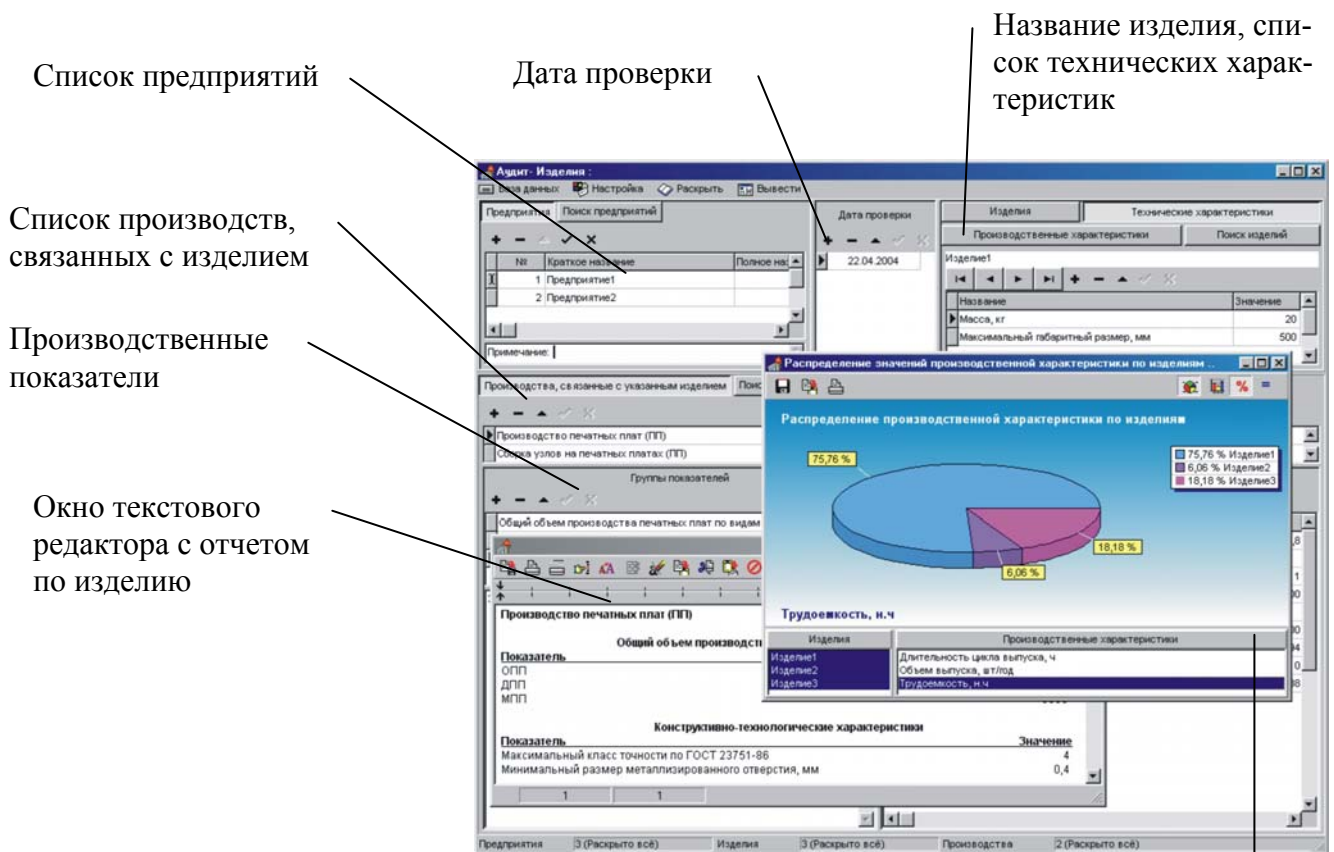 Название изделия, спи-
сок технических харак-
теристик
Список предприятий
Дата проверки
Список производств,
связанных с изделием
Производственные
показатели
Окно текстового
редактора с отчетом
по изделию
Аудит- Изделия :
База данных Настройка Раскрыть Вывести
Предприятия Поиск предприятий
№ Краткое название Полное наз
1 Предприятие1
2 Предприятие2
Примечание:
Дата проверки
22.04.2004
Изделия Технические характеристики
Производственные характеристики Поиск изделий
Изделие1
Название Значение
Масса, кг 20
Максимальный габаритный размер, мм 500
Производства, связанные с указанным изделием Поис
Производство печатных плат (ПП)
Сборка узлов на печатных платах (ПП)
Группы показателей
Общий объем производства печатных плат по видам
Распределение значений производственной характеристики по изделиям ..
% =
Распределение производственной характеристики по изделиям
75,76 %
6,06 %
18,18 %
75,76 % Изделие1
6,06 % Изделие2
18,18 % Изделие3
Трудоемкость, н.ч
Изделия Производственные характеристики
Изделие1 Длительность цикла выпуска, ч
Изделие2 Объем выпуска, шт/год
Изделие3 Трудоемкость, н.ч
Производство печатных плат (ПП)
Общий объем производств
Показатель
ОПП
ДПП
МПП
Конструктивно-технологические характеристики
Показатель Значение
Максимальный класс точности по ГОСТ 23751-86 4
Минимальный размер металлизированного отверстия, мм 0,4
1 1
Предприятия 3 (Раскрыто всё) Изделия 3 (Раскрыто всё) Производства 2 (Раскрыто всё)